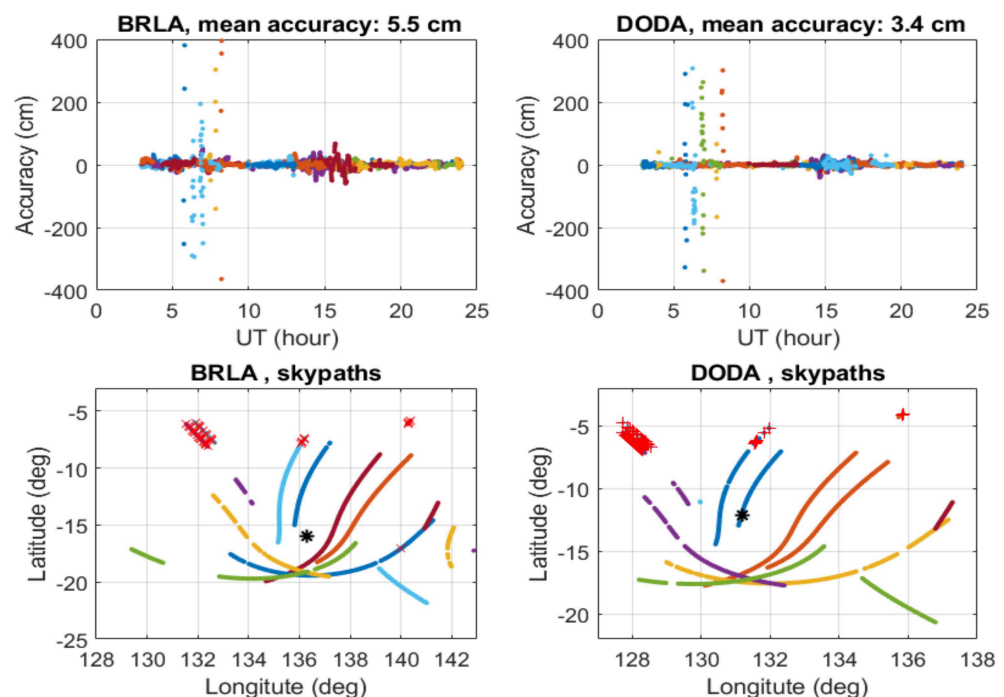 BRLA, mean accuracy: 5.5 cm
400
200
0
-200
-400
Accuracy (cm)
0 5 10 15 20 25
UT (hour)
DODA, mean accuracy: 3.4 cm
400
200
0
-200
-400
Accuracy (cm)
0 5 10 15 20 25
UT (hour)
BRLA , skypaths
-5
-10
-15
-20
-25
Latitude (deg)
128 130 132 134 136 138 140 142
Longitute (deg)
DODA , skypaths
-5
-10
-15
-20
Latitude (deg)
128 130 132 134 136 138
Longitute (deg)